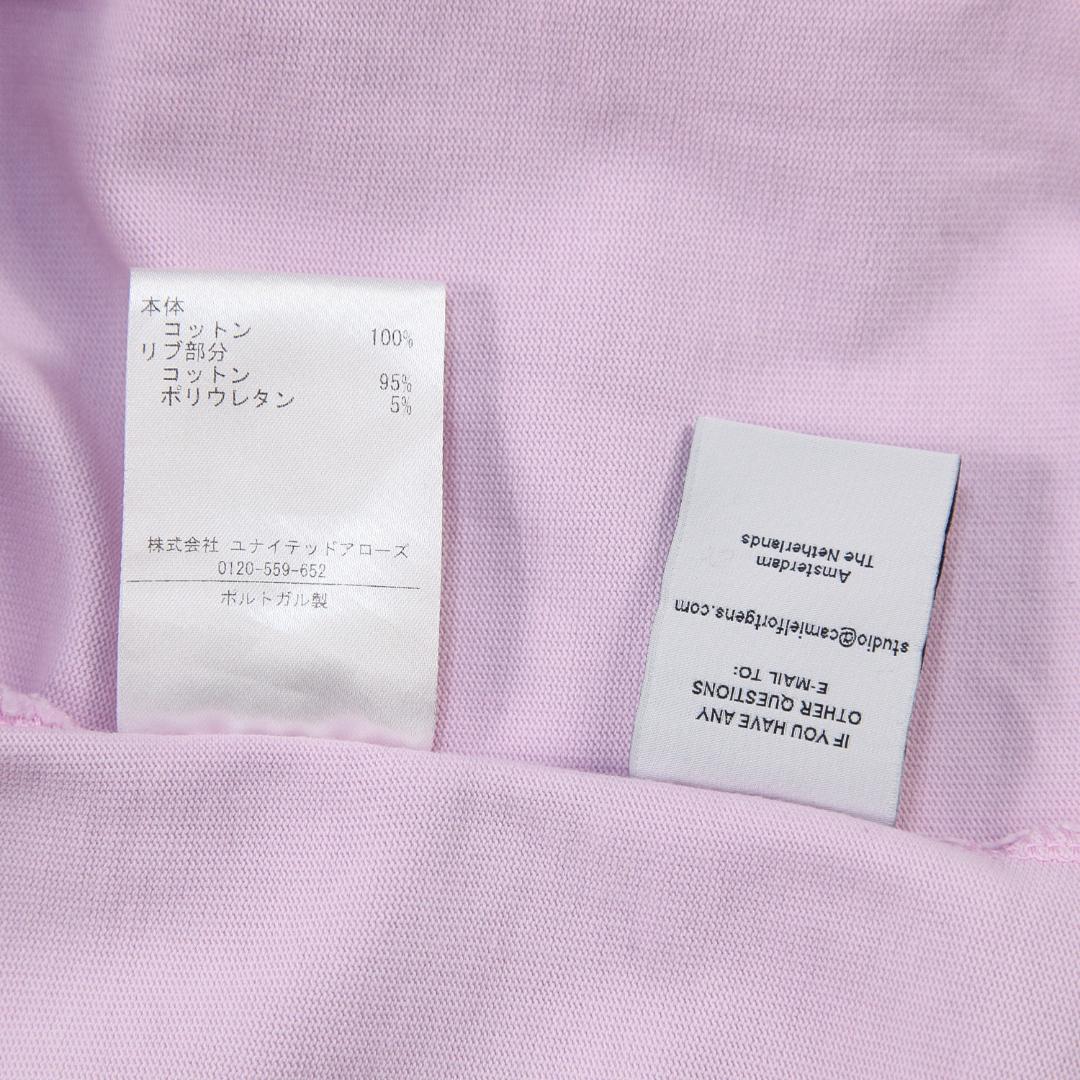 本体
コットン 100%
リブ部分
コットン 95%
ポリウレタン 5%
株式会社 ユナイテッドアローズ
0120-559-652
ポルトガル製
IF YOU HAVE ANY
OTHER QUESTIONS
E-MAIL TO:
studio@camielfortgens.com
Amsterdam
The Netherlands